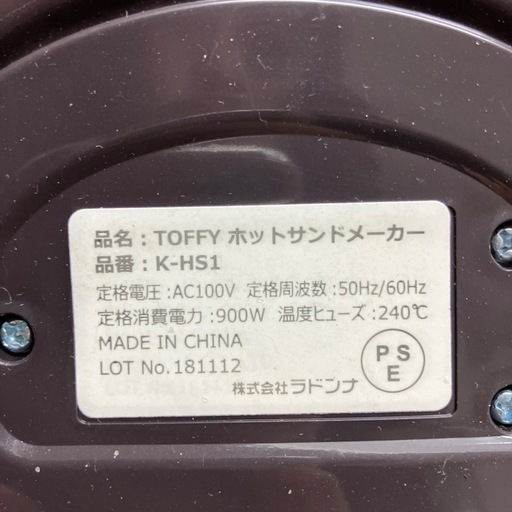 品名：TOFFY ホットサンドメーカー
品番：K-HS1
定格電圧：AC100V 定格周波数：50Hz/60Hz
定格消費電力：900W 温度ヒューズ：240℃
MADE IN CHINA
LOT No.181112
株式会社ラドンナ
PSE